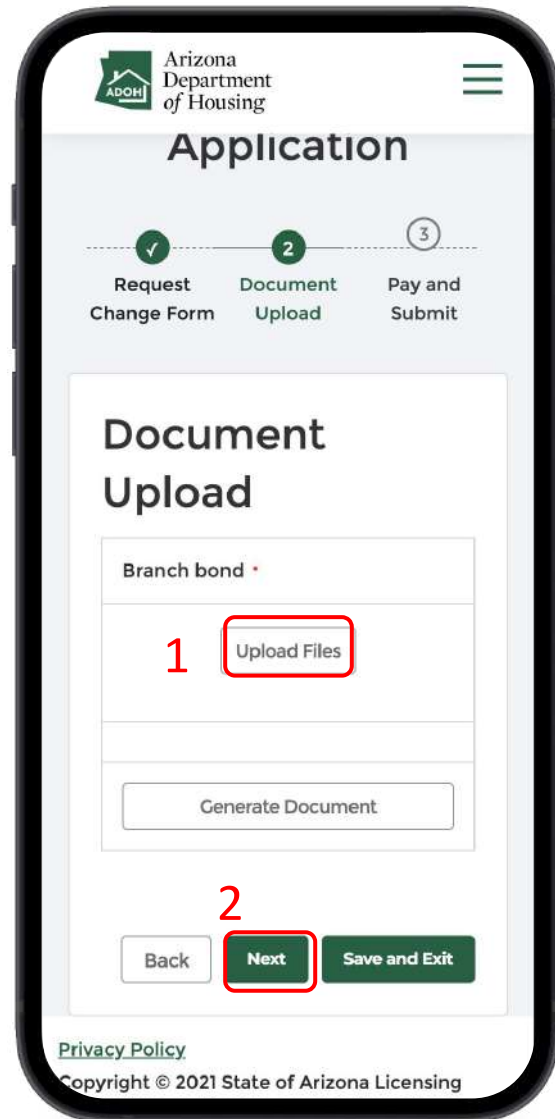 Arizona
Department
of Housing
ADOH
Application
✓ 2 3
Request Document Pay and
Change Form Upload Submit
Document
Upload
Branch bond *
1 Upload Files
Generate Document
2
Back Next Save and Exit
Privacy Policy
Copyright © 2021 State of Arizona Licensing